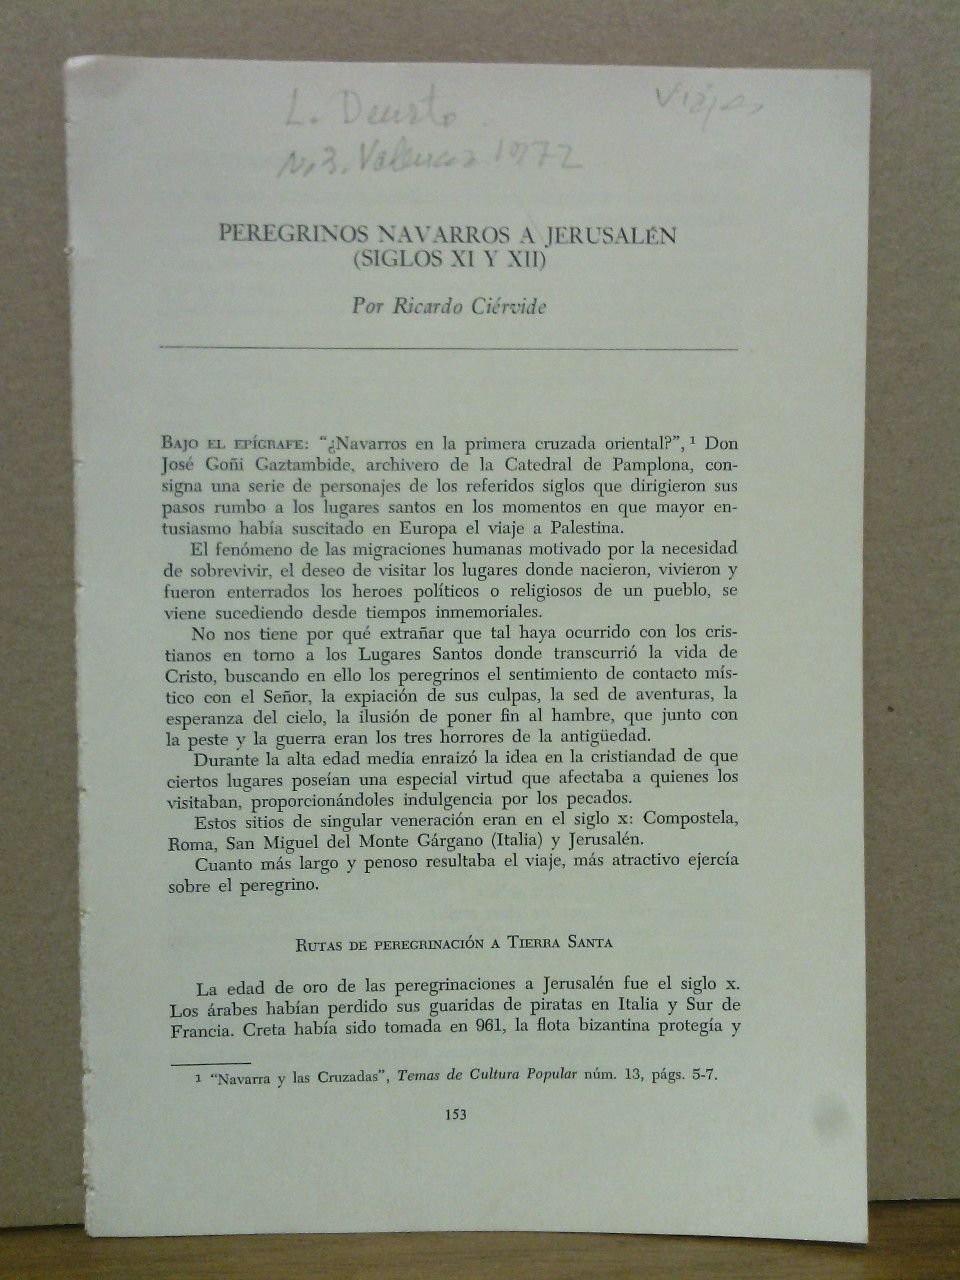 L. Deusto
Viajes
N. 3. Valencia 1972
PEREGRINOS NAVARROS A JERUSALÉN
(SIGLOS XI Y XII)
Por Ricardo Ciérvide
BAJO EL EPÍGRAFE: “¿Navarros en la primera cruzada oriental?”, ¹ Don
José Goñi Gaztambide, archivero de la Catedral de Pamplona, con-
signa una serie de personajes de los referidos siglos que dirigieron sus
pasos rumbo a los lugares santos en los momentos en que mayor en-
tusiasmo había suscitado en Europa el viaje a Palestina.
El fenómeno de las migraciones humanas motivado por la necesidad
de sobrevivir, el deseo de visitar los lugares donde nacieron, vivieron y
fueron enterrados los heroes políticos o religiosos de un pueblo, se
viene sucediendo desde tiempos inmemoriales.
No nos tiene por qué extrañar que tal haya ocurrido con los cris-
tianos en torno a los Lugares Santos donde transcurrió la vida de
Cristo, buscando en ello los peregrinos el sentimiento de contacto mís-
tico con el Señor, la expiación de sus culpas, la sed de aventuras, la
esperanza del cielo, la ilusión de poner fin al hambre, que junto con
la peste y la guerra eran los tres horrores de la antigüedad.
Durante la alta edad media enraizó la idea en la cristiandad de que
ciertos lugares poseían una especial virtud que afectaba a quienes los
visitaban, proporcionándoles indulgencia por los pecados.
Estos sitios de singular veneración eran en el siglo X: Compostela,
Roma, San Miguel del Monte Gárgano (Italia) y Jerusalén.
Cuanto más largo y penoso resultaba el viaje, más atractivo ejercía
sobre el peregrino.
RUTAS DE PEREGRINACIÓN A TIERRA SANTA
La edad de oro de las peregrinaciones a Jerusalén fue el siglo X.
Los árabes habían perdido sus guaridas de piratas en Italia y Sur de
Francia. Creta había sido tomada en 961, la flota bizantina protegía y
1 “Navarra y las Cruzadas”, Temas de Cultura Popular núm. 13, págs. 5-7.
153